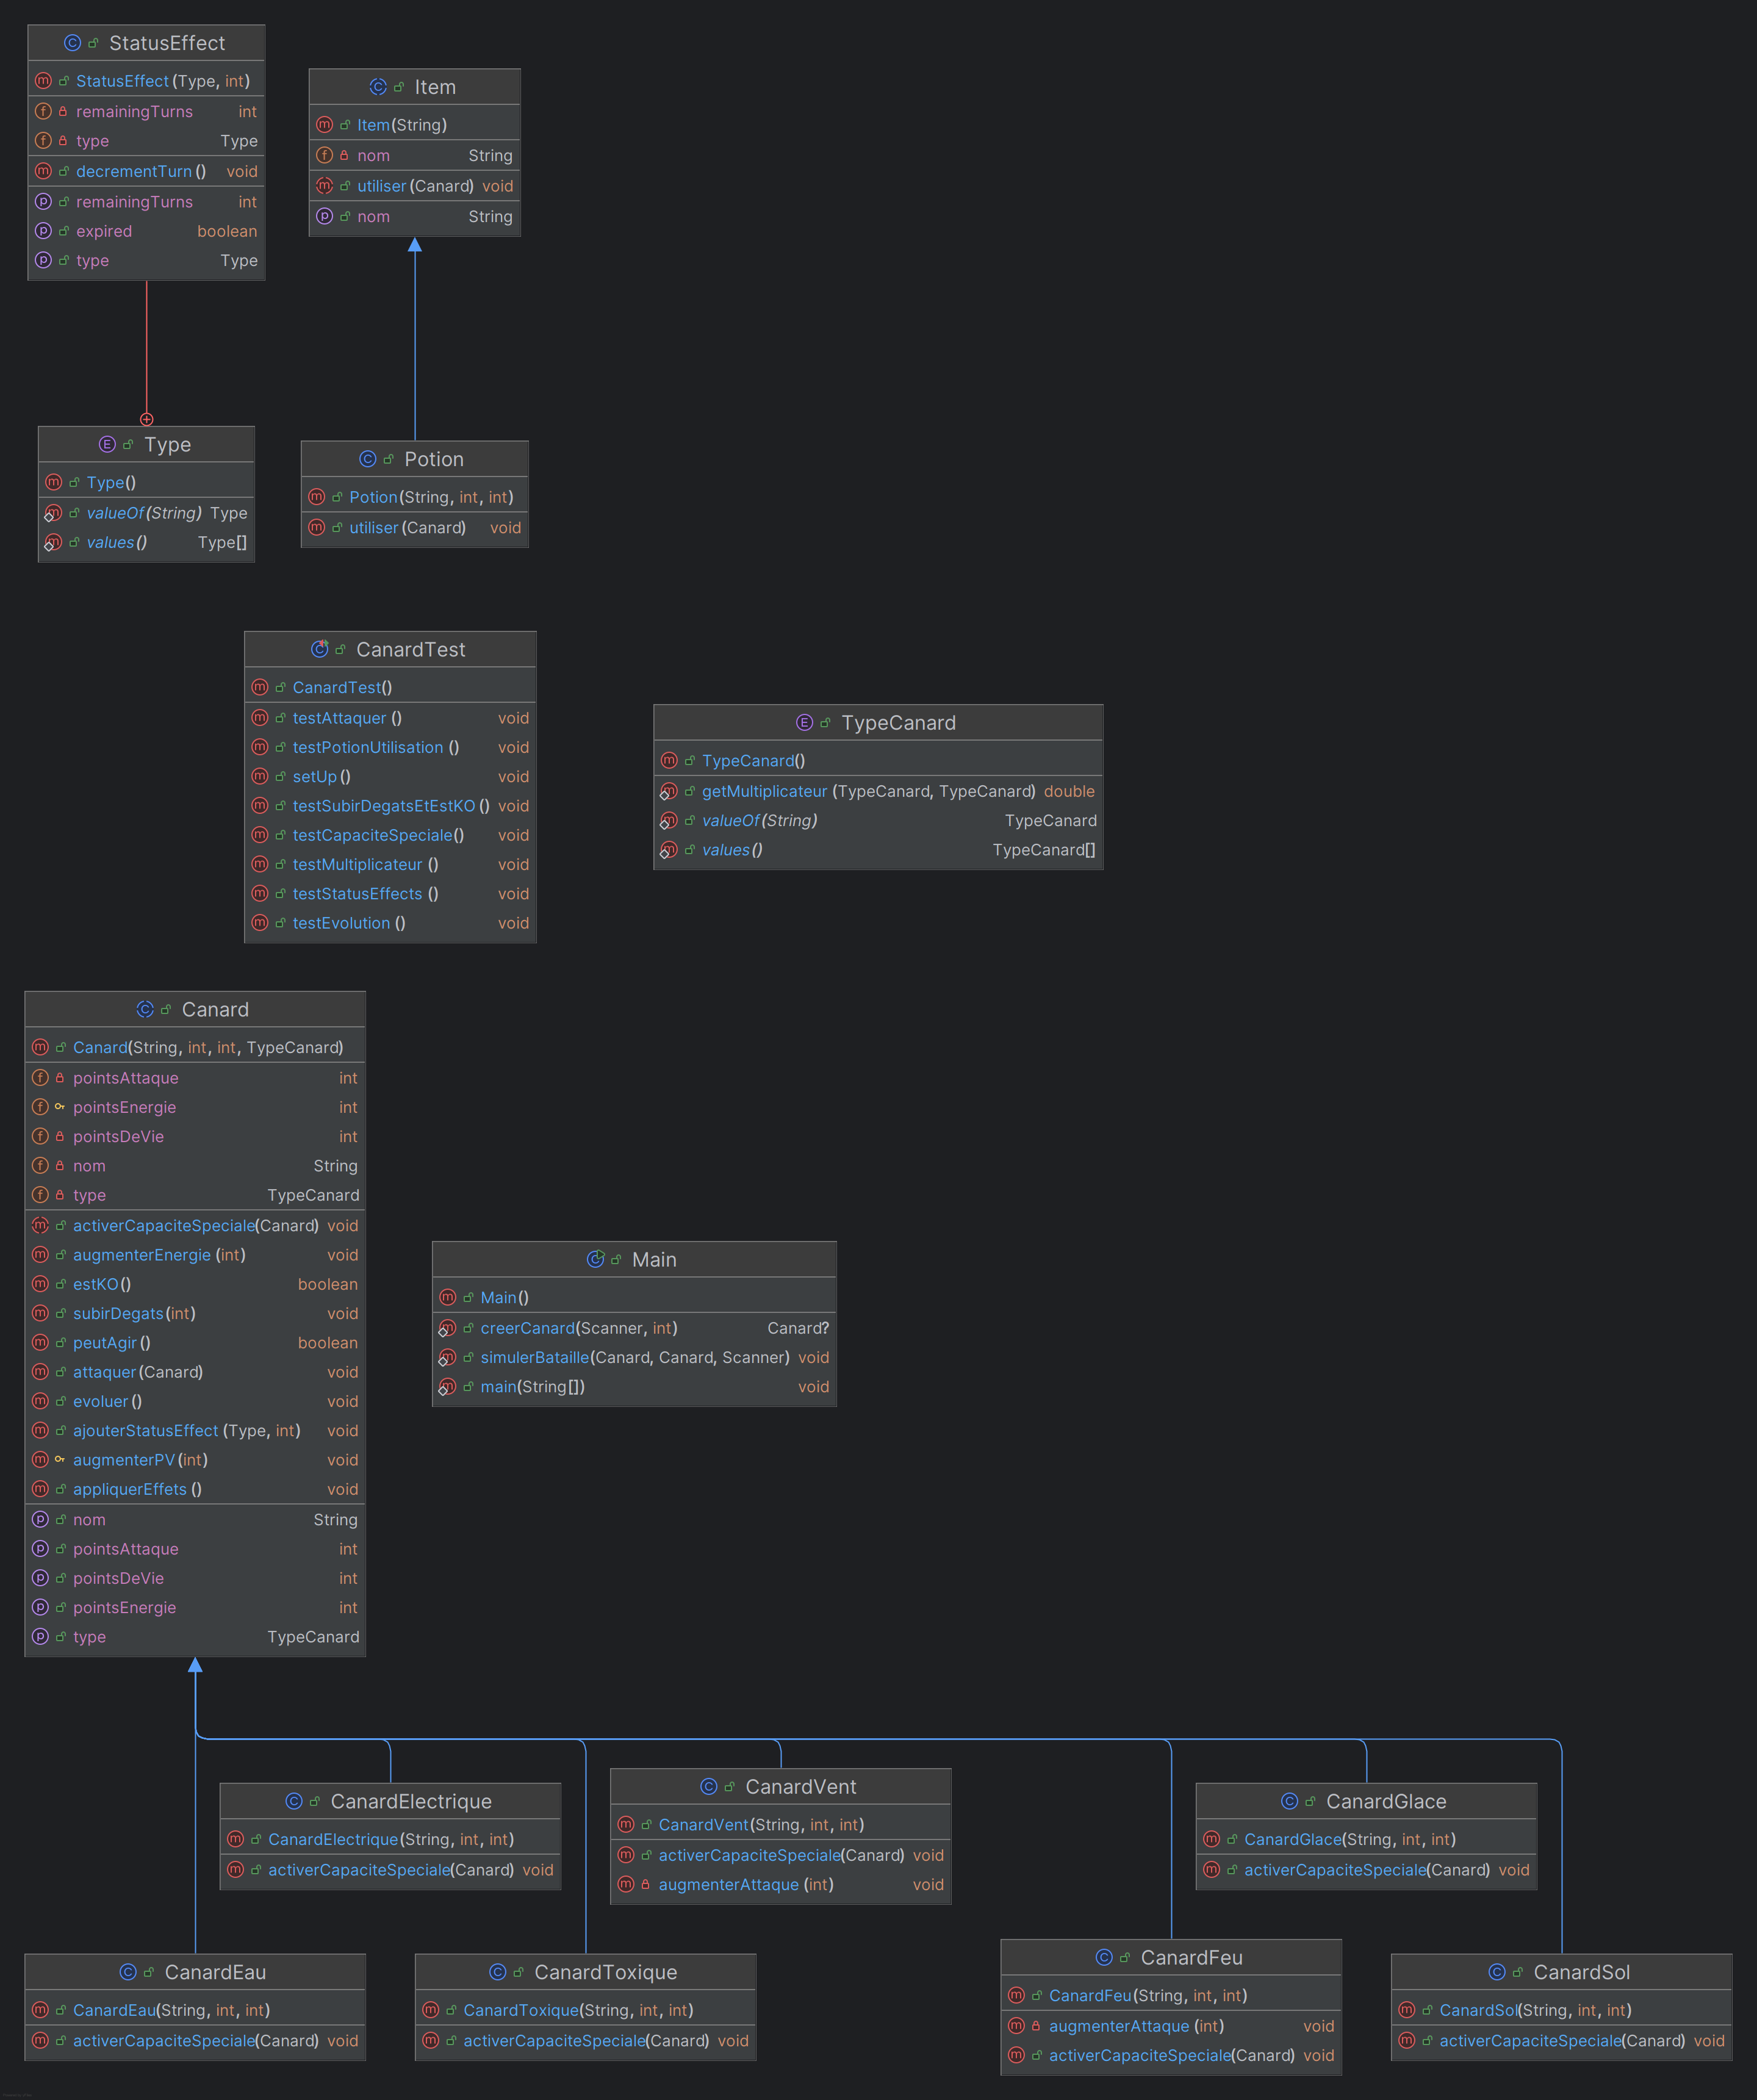 StatusEffect
StatusEffect(Type, int)
remainingTurns int
type Type
decrementTurn() void
remainingTurns int
expired boolean
type Type
Item
Item(String)
nom String
utiliser(Canard) void
nom String
Type
Type()
valueOf(String) Type
values() Type[]
Potion
Potion(String, int, int)
utiliser(Canard) void
CanardTest
CanardTest()
testAttaquer() void
testPotionUtilisation() void
setUp() void
testSubirDegatsEtEstKO() void
testCapaciteSpeciale() void
testMultiplicateur() void
testStatusEffects() void
testEvolution() void
TypeCanard
TypeCanard()
getMultiplicateur(TypeCanard, TypeCanard) double
valueOf(String) TypeCanard
values() TypeCanard[]
Canard
Canard(String, int, int, TypeCanard)
pointsAttaque int
pointsEnergie int
pointsDeVie int
nom String
type TypeCanard
activerCapaciteSpeciale(Canard) void
augmenterEnergie(int) void
estKO() boolean
subirDegats(int) void
peutAgir() boolean
attaquer(Canard) void
evoluer() void
ajouterStatusEffect(Type, int) void
augmenterPV(int) void
appliquerEffets() void
nom String
pointsAttaque int
pointsDeVie int
pointsEnergie int
type TypeCanard
Main
Main()
creerCanard(Scanner, int) Canard?
simulerBataille(Canard, Canard, Scanner) void
main(String[]) void
CanardElectrique
CanardElectrique(String, int, int)
activerCapaciteSpeciale(Canard) void
CanardVent
CanardVent(String, int, int)
activerCapaciteSpeciale(Canard) void
augmenterAttaque(int) void
CanardGlace
CanardGlace(String, int, int)
activerCapaciteSpeciale(Canard) void
CanardEau
CanardEau(String, int, int)
activerCapaciteSpeciale(Canard) void
CanardToxique
CanardToxique(String, int, int)
activerCapaciteSpeciale(Canard) void
CanardFeu
CanardFeu(String, int, int)
augmenterAttaque(int) void
activerCapaciteSpeciale(Canard) void
CanardSol
CanardSol(String, int, int)
activerCapaciteSpeciale(Canard) void